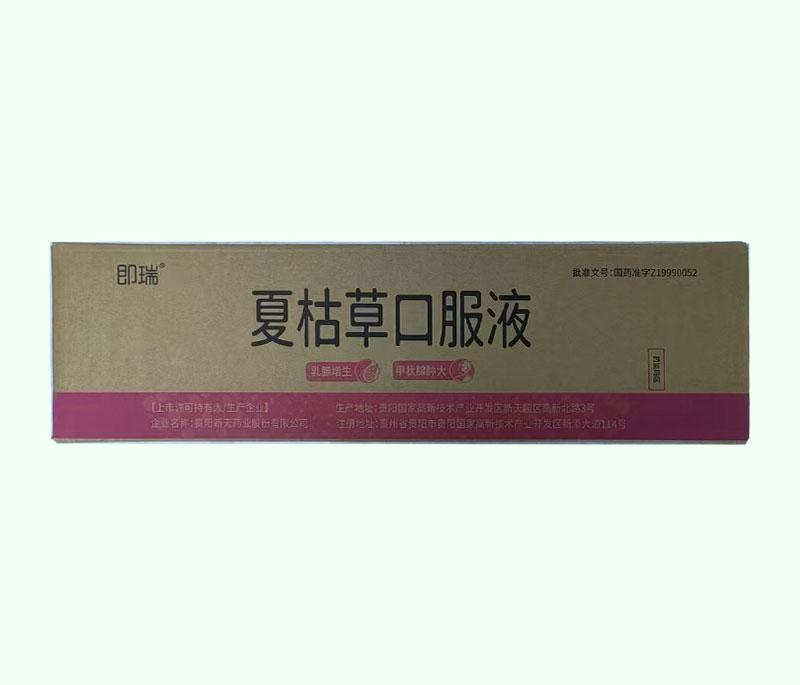 即瑞®
批准文号:国药准字Z19990052
夏枯草口服液
乳腺增生
甲状腺肿大
【上市许可持有人/生产企业】
企业名称:贵阳新天药业股份有限公司
生产地址:贵阳国家高新技术产业开发区新天园区高新北路3号
注册地址:贵州省贵阳市贵阳国家高新技术产业开发区新添大道114号